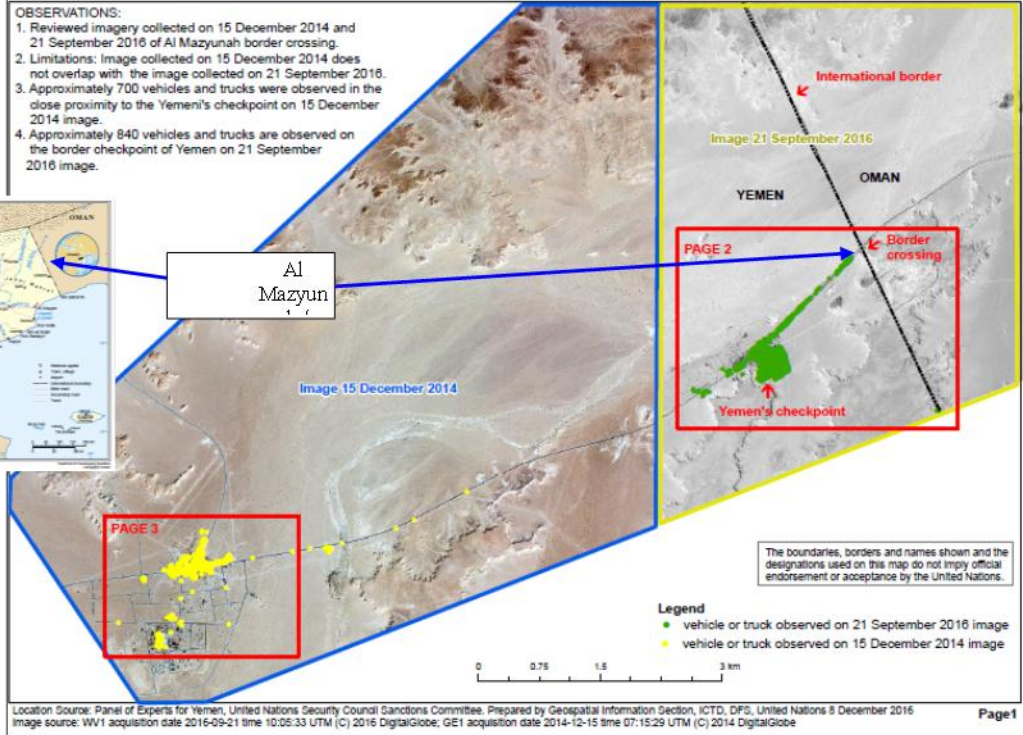 OBSERVATIONS:
1. Reviewed imagery collected on 15 December 2014 and
21 September 2016 of Al Mazyunah border crossing.
2. Limitations: Image collected on 15 December 2014 does
not overlap with the image collected on 21 September 2016.
3. Approximately 700 vehicles and trucks were observed in the
close proximity to the Yemeni's checkpoint on 15 December
2014 image.
4. Approximately 840 vehicles and trucks are observed on
the border checkpoint of Yemen on 21 September
2016 image.
International border
Image 21 September 2016
YEMEN
OMAN
PAGE 2
Border
crossing
Yemen's checkpoint
OMAN
Al
Mazyun
Image 15 December 2014
PAGE 3
The boundaries, borders and names shown and the
designations used on this map do not imply official
endorsement or acceptance by the United Nations.
Legend
vehicle or truck observed on 21 September 2016 image
vehicle or truck observed on 15 December 2014 image
0 0.75 1.5 3 km
Location Source: Panel of Experts for Yemen, United Nations Security Council Sanctions Committee. Prepared by Geospatial Information Section, ICTD, DFS, United Nations 8 December 2016
Image source: WV1 acquisition date 2016-09-21 time 10:05:33 UTM (C) 2016 DigitalGlobe; GE1 acquisition date 2014-12-15 time 07:15:29 UTM (C) 2014 DigitalGlobe
Page1